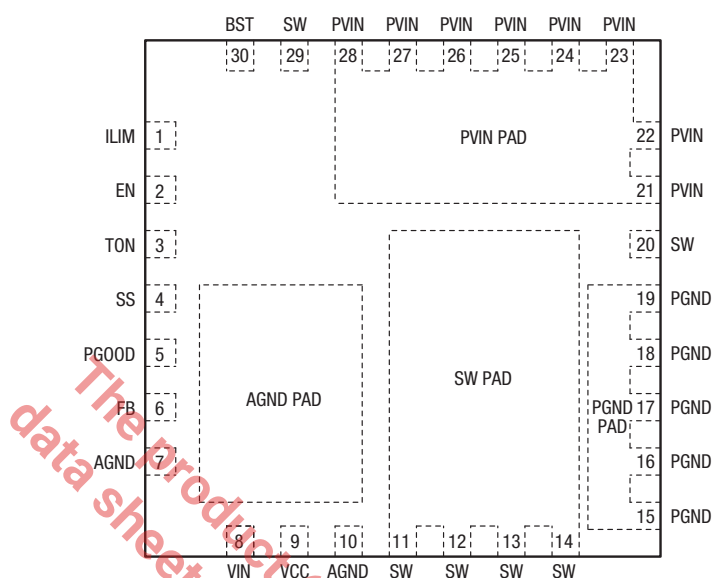 BST SW PVIN PVIN PVIN PVIN PVIN PVIN
30 29 28 27 26 25 24 23
ILIM 1
EN 2
TON 3
SS 4
PGOOD 5
FB 6
AGND 7
PVIN PAD
AGND PAD
SW PAD
PGND
PAD
22 PVIN
21 PVIN
20 SW
19 PGND
18 PGND
17 PGND
16 PGND
15 PGND
8 9 10 11 12 13 14
VIN VCC AGND SW SW SW SW
The product
data sheet